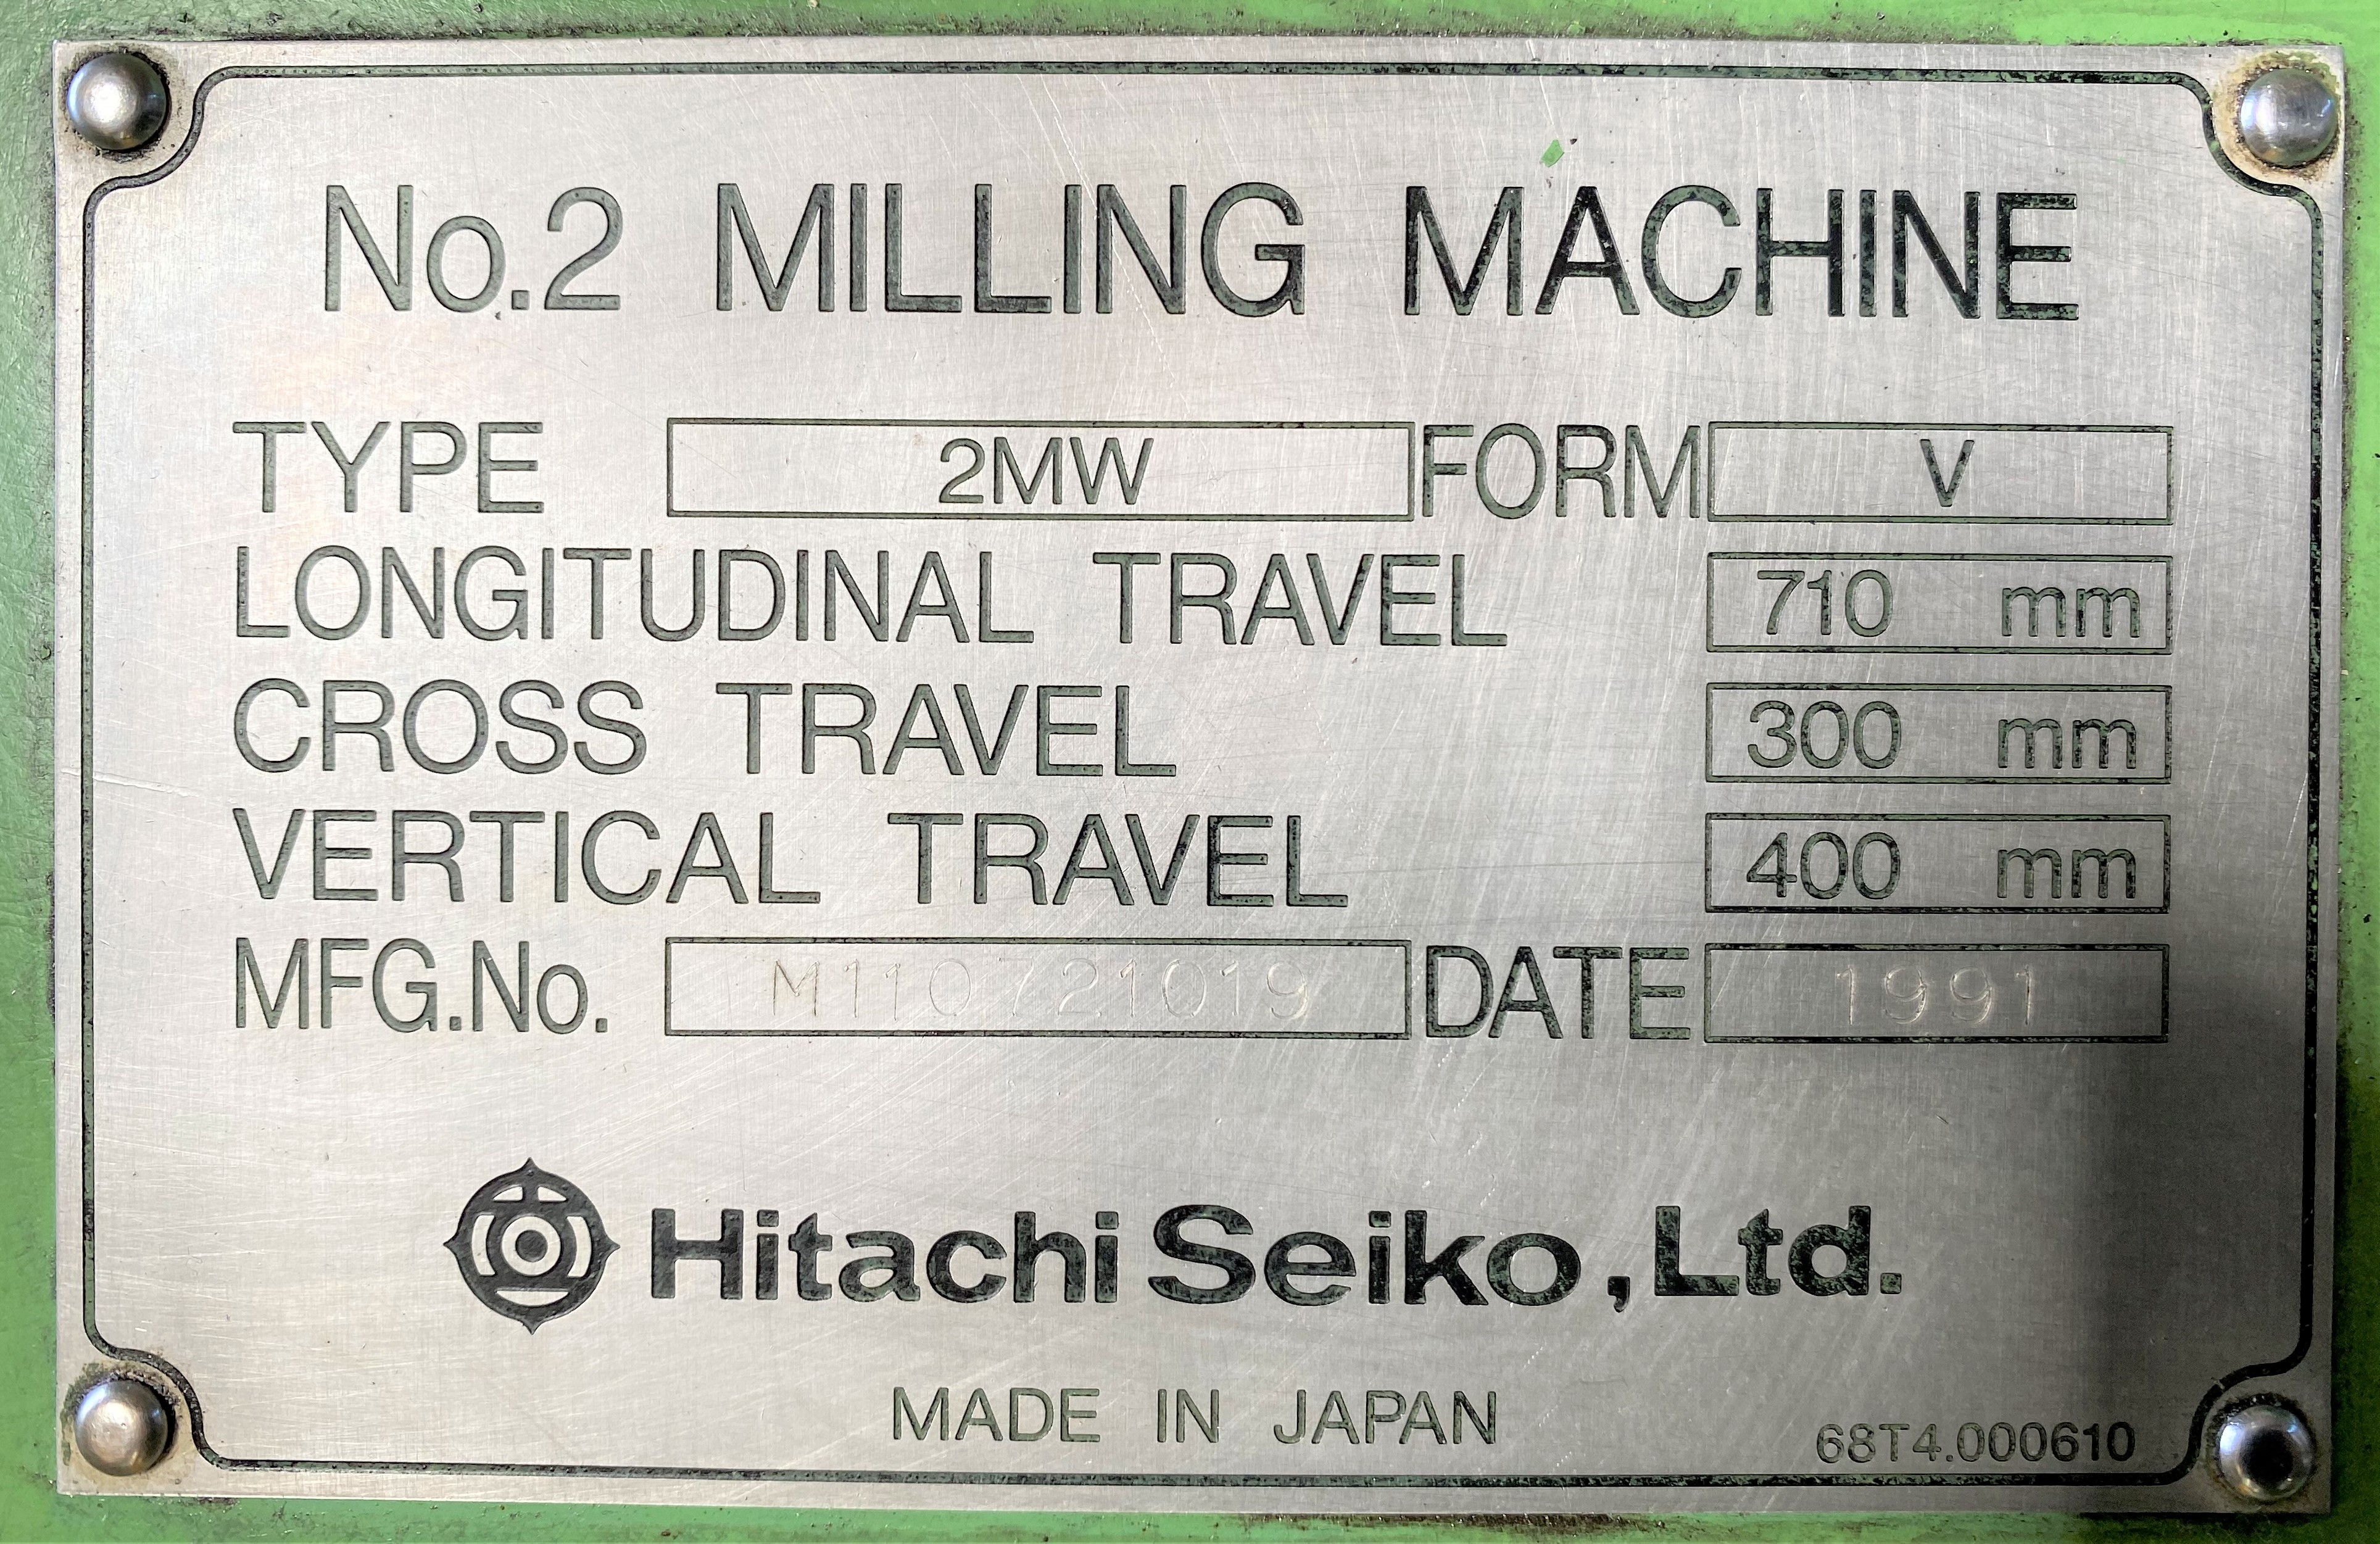 No.2 MILLING MACHINE
TYPE 2MW FORM V
LONGITUDINAL TRAVEL 710 mm
CROSS TRAVEL 300 mm
VERTICAL TRAVEL 400 mm
MFG.No. M110721019 DATE 1991
Hitachi Seiko, Ltd.
MADE IN JAPAN
68T4.000610